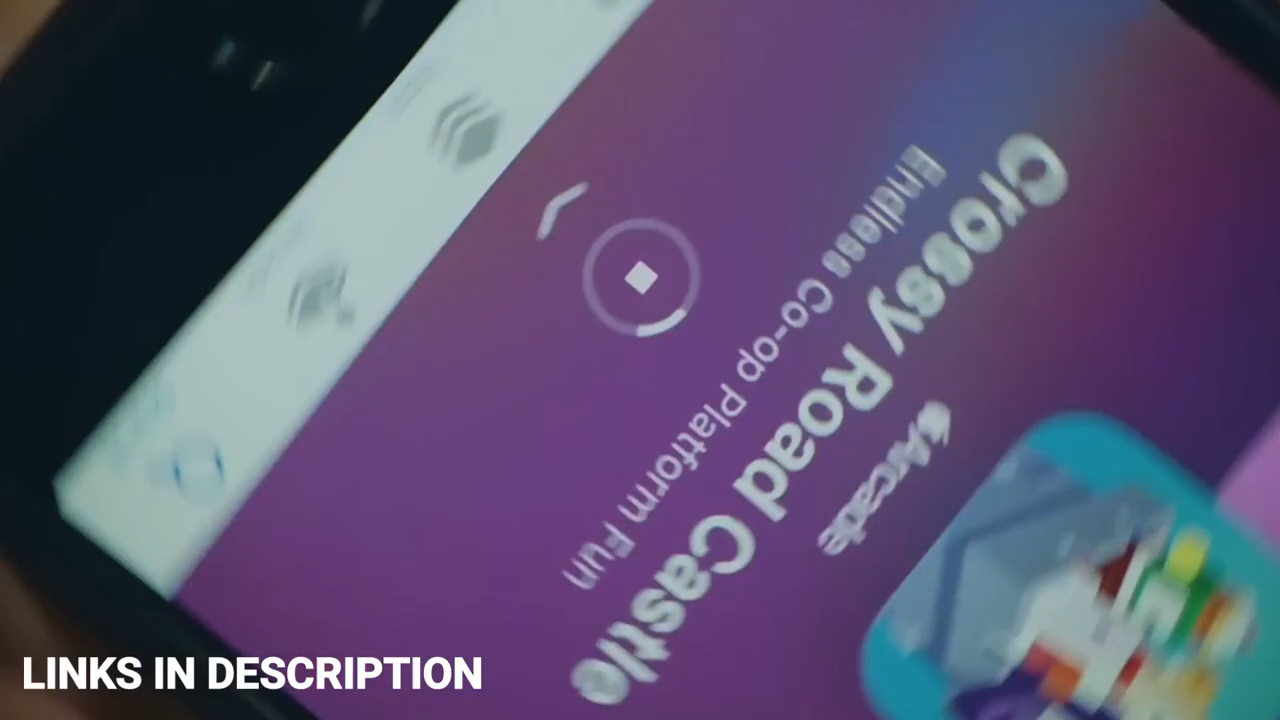 Arcade
Crossy Road Castle
Endless Co-op Platform Fun
LINKS IN DESCRIPTION